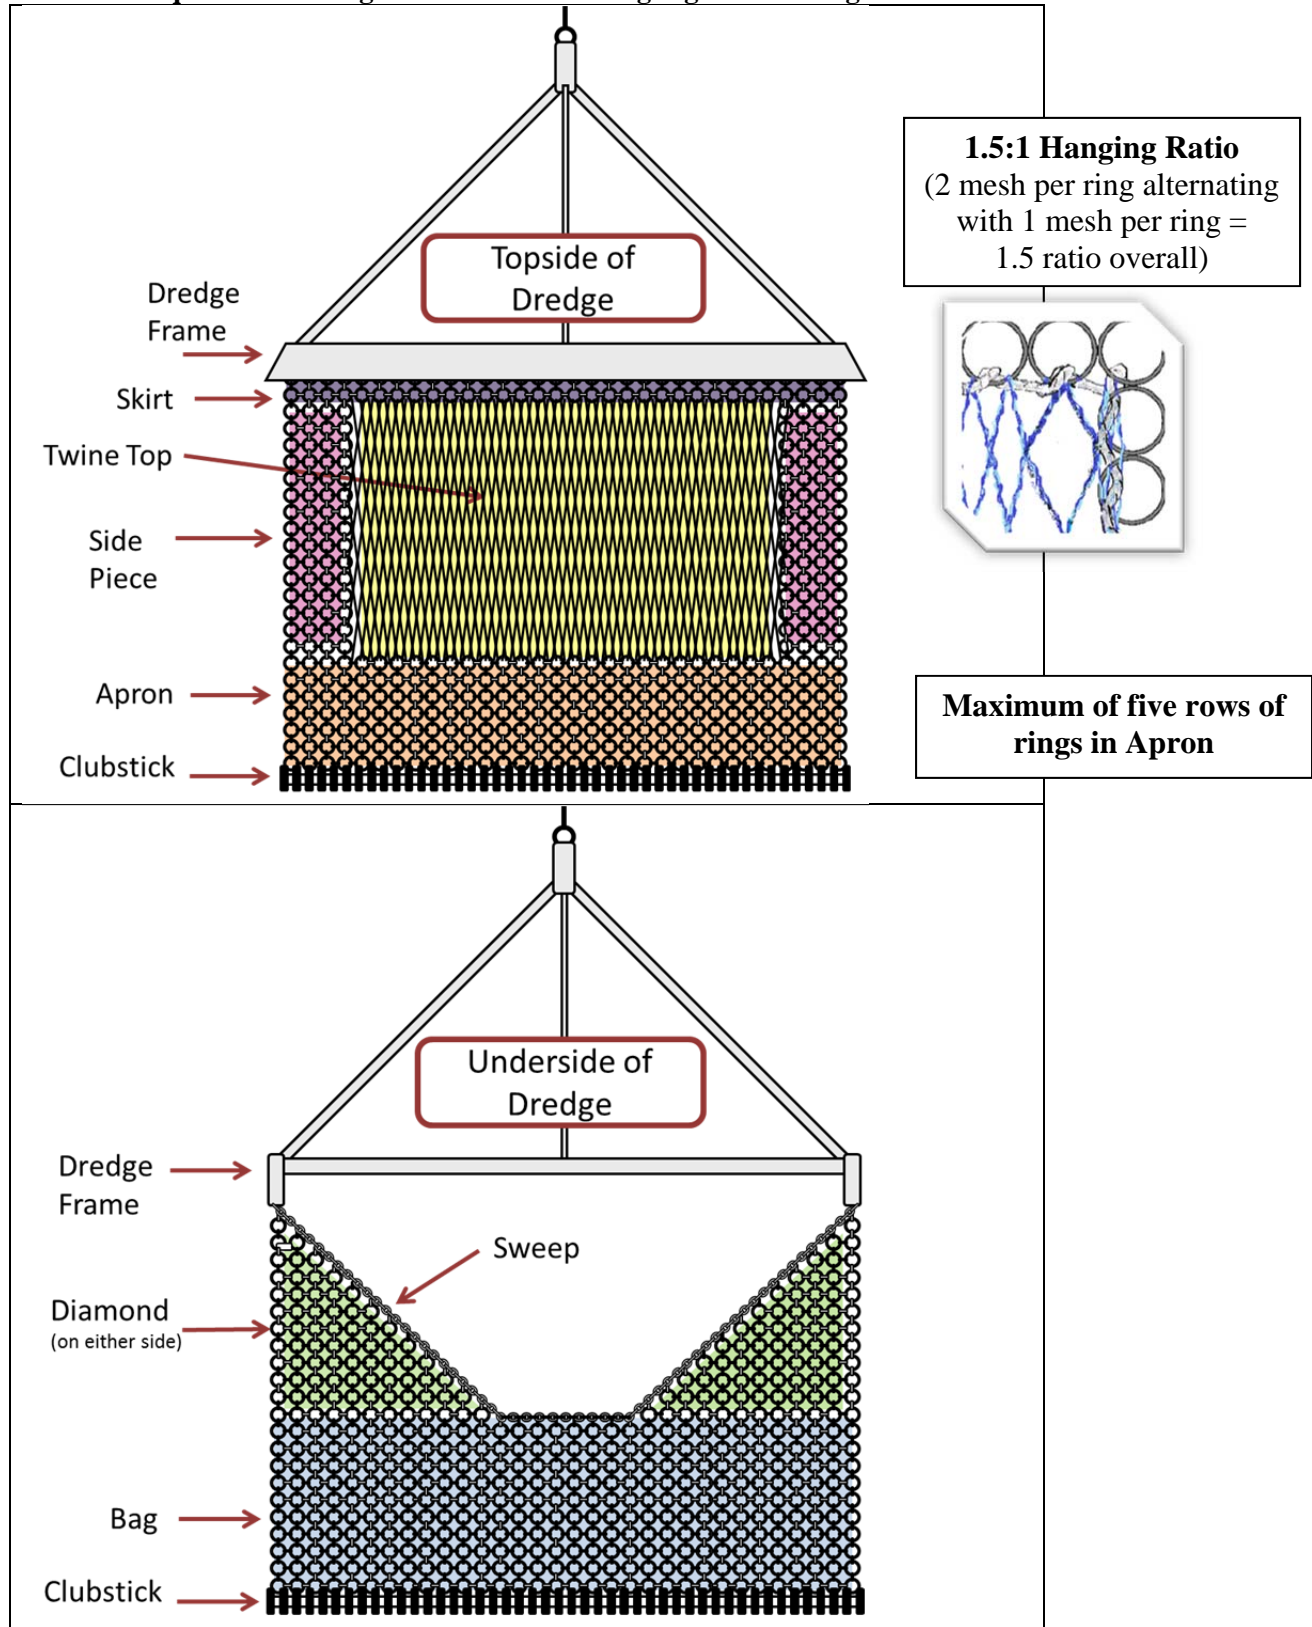 1.5:1 Hanging Ratio
(2 mesh per ring alternating
with 1 mesh per ring =
1.5 ratio overall)
Topside of
Dredge
Dredge
Frame
Skirt
Twine Top
Side
Piece
Apron
Clubstick
Maximum of five rows of
rings in Apron
Underside of
Dredge
Dredge
Frame
Sweep
Diamond
(on either side)
Bag
Clubstick